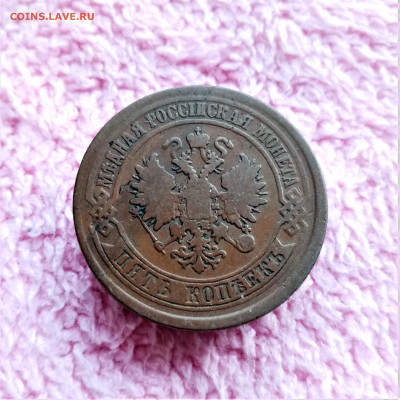 COINS.LAVE.RU
МѢДНАЯ РОССІЙСКАЯ МОНЕТА
ПЯТЬ КОПѢЕКЪ